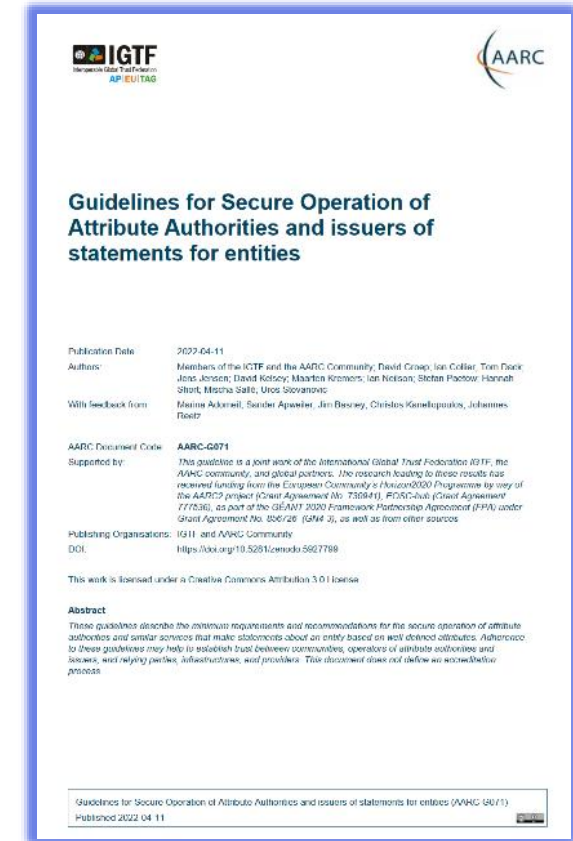 IGTF
Interoperable Global Trust Federation
AP|EU|TAG
AARC
Guidelines for Secure Operation of
Attribute Authorities and issuers of
statements for entities
Publication Date 2022-04-11
Authors: Members of the IGTF and the AARC Community; David Groep; Ian Collier; Tom Dack;
Jens Jensen; David Kelsey; Maarten Kremers; Ian Neilson; Stefan Paetow; Hannah
Short; Mischa Sallé; Uros Stevanovic
With feedback from Marina Adomeit, Sander Apweiler, Jim Basney, Christos Kanellopoulos, Johannes
Reetz
AARC Document Code AARC-G071
Supported by: This guideline is a joint work of the International Global Trust Federation IGTF, the
AARC community, and global partners. The research leading to these results has
received funding from the European Community's Horizon2020 Programme by way of
the AARC2 project (Grant Agreement No. 730941), EOSC-hub (Grant Agreement
777536), as part of the GÉANT 2020 Framework Partnership Agreement (FPA) under
Grant Agreement No. 856726 (GN4-3), as well as from other sources
Publishing Organisations: IGTF and AARC Community
DOI: https://doi.org/10.5281/zenodo.5927799
This work is licensed under a Creative Commons Attribution 3.0 License
Abstract
These guidelines describe the minimum requirements and recommendations for the secure operation of attribute
authorities and similar services that make statements about an entity based on well defined attributes. Adherence
to these guidelines may help to establish trust between communities, operators of attribute authorities and
issuers, and relying parties, infrastructures, and providers. This document does not define an accreditation
process
Guidelines for Secure Operation of Attribute Authorities and issuers of statements for entities (AARC-G071)
Published 2022-04-11